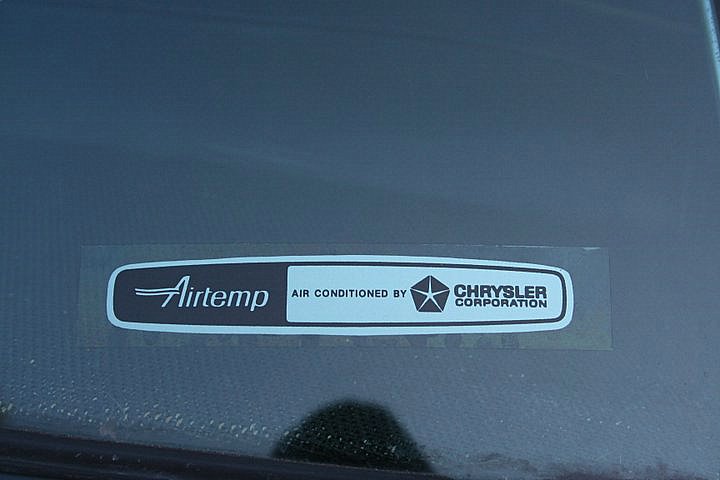 Airtemp
AIR CONDITIONED BY
CHRYSLER
CORPORATION